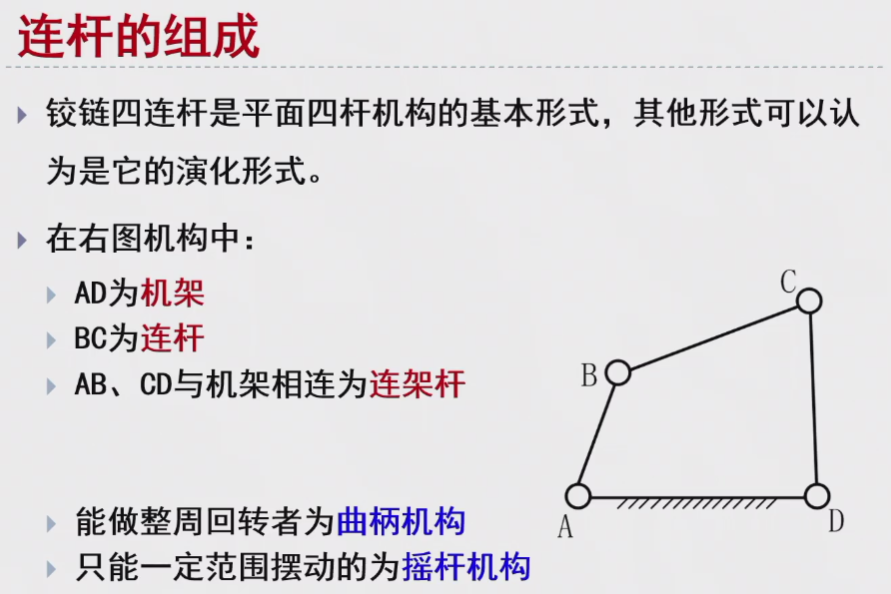 连杆的组成
铰链四连杆是平面四杆机构的基本形式，其他形式可以认
为是它的演化形式。
在右图机构中：
AD为机架
BC为连杆
AB、CD与机架相连为连架杆
能做整周回转者为曲柄机构
只能一定范围摆动的为摇杆机构
C
B
A
D